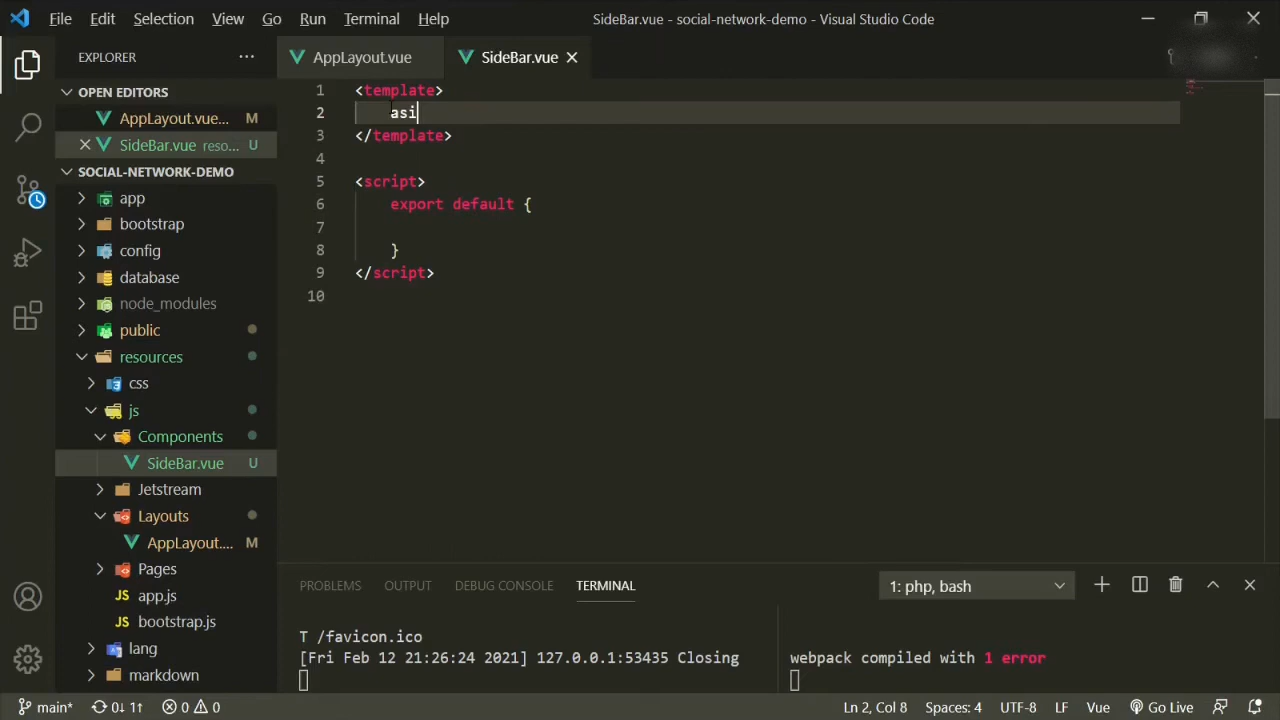 File Edit Selection View Go Run Terminal Help SideBar.vue - social-network-demo - Visual Studio Code
EXPLORER
OPEN EDITORS
AppLayout.vue... M
SideBar.vue reso... U
SOCIAL-NETWORK-DEMO
app
bootstrap
config
database
node_modules
public
resources
css
js
Components
SideBar.vue U
Jetstream
Layouts
AppLayout.... M
Pages
app.js
bootstrap.js
lang
markdown
AppLayout.vue SideBar.vue
1 <template>
2 asi
3 </template>
4
5 <script>
6 export default {
7
8 }
9 </script>
10
PROBLEMS OUTPUT DEBUG CONSOLE TERMINAL 1: php, bash
T /favicon.ico
[Fri Feb 12 21:26:24 2021] 127.0.0.1:53435 Closing
webpack compiled with 1 error
main* 0↓ 1↑ 0 0 Ln 2, Col 8 Spaces: 4 UTF-8 LF Vue Go Live